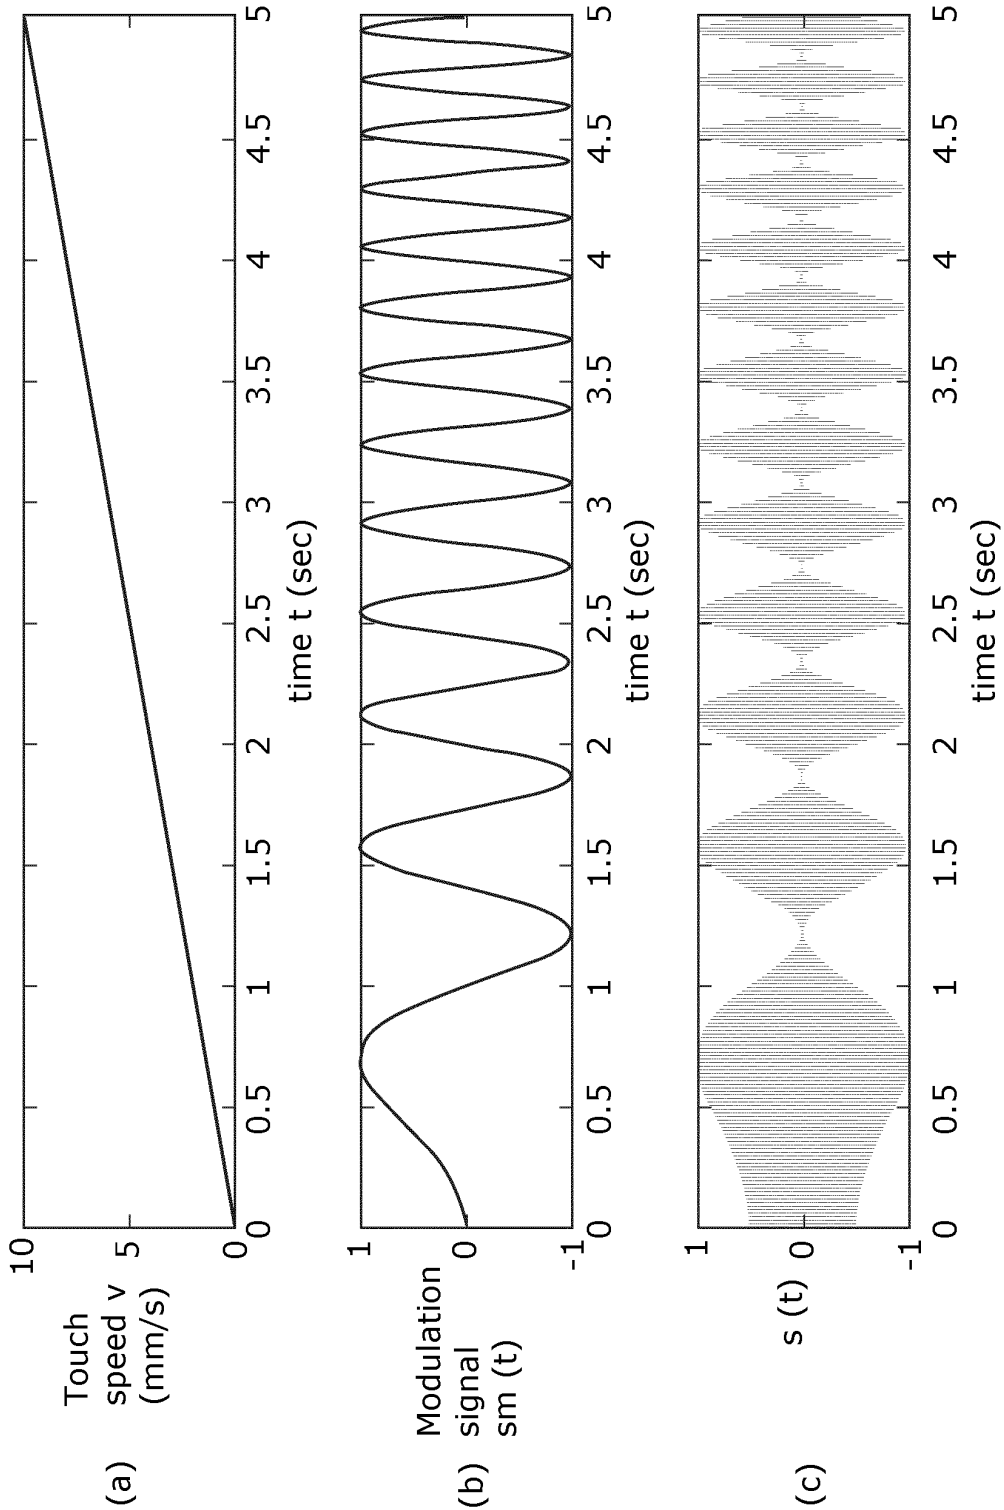 (a)
Touch
speed v
(mm/s)
10
5
0
0 0.5 1 1.5 2 2.5 3 3.5 4 4.5 5
time t (sec)
(b)
Modulation
signal
sm (t)
1
0
-1
0 0.5 1 1.5 2 2.5 3 3.5 4 4.5 5
time t (sec)
(c)
s (t)
1
0
-1
0 0.5 1 1.5 2 2.5 3 3.5 4 4.5 5
time t (sec)